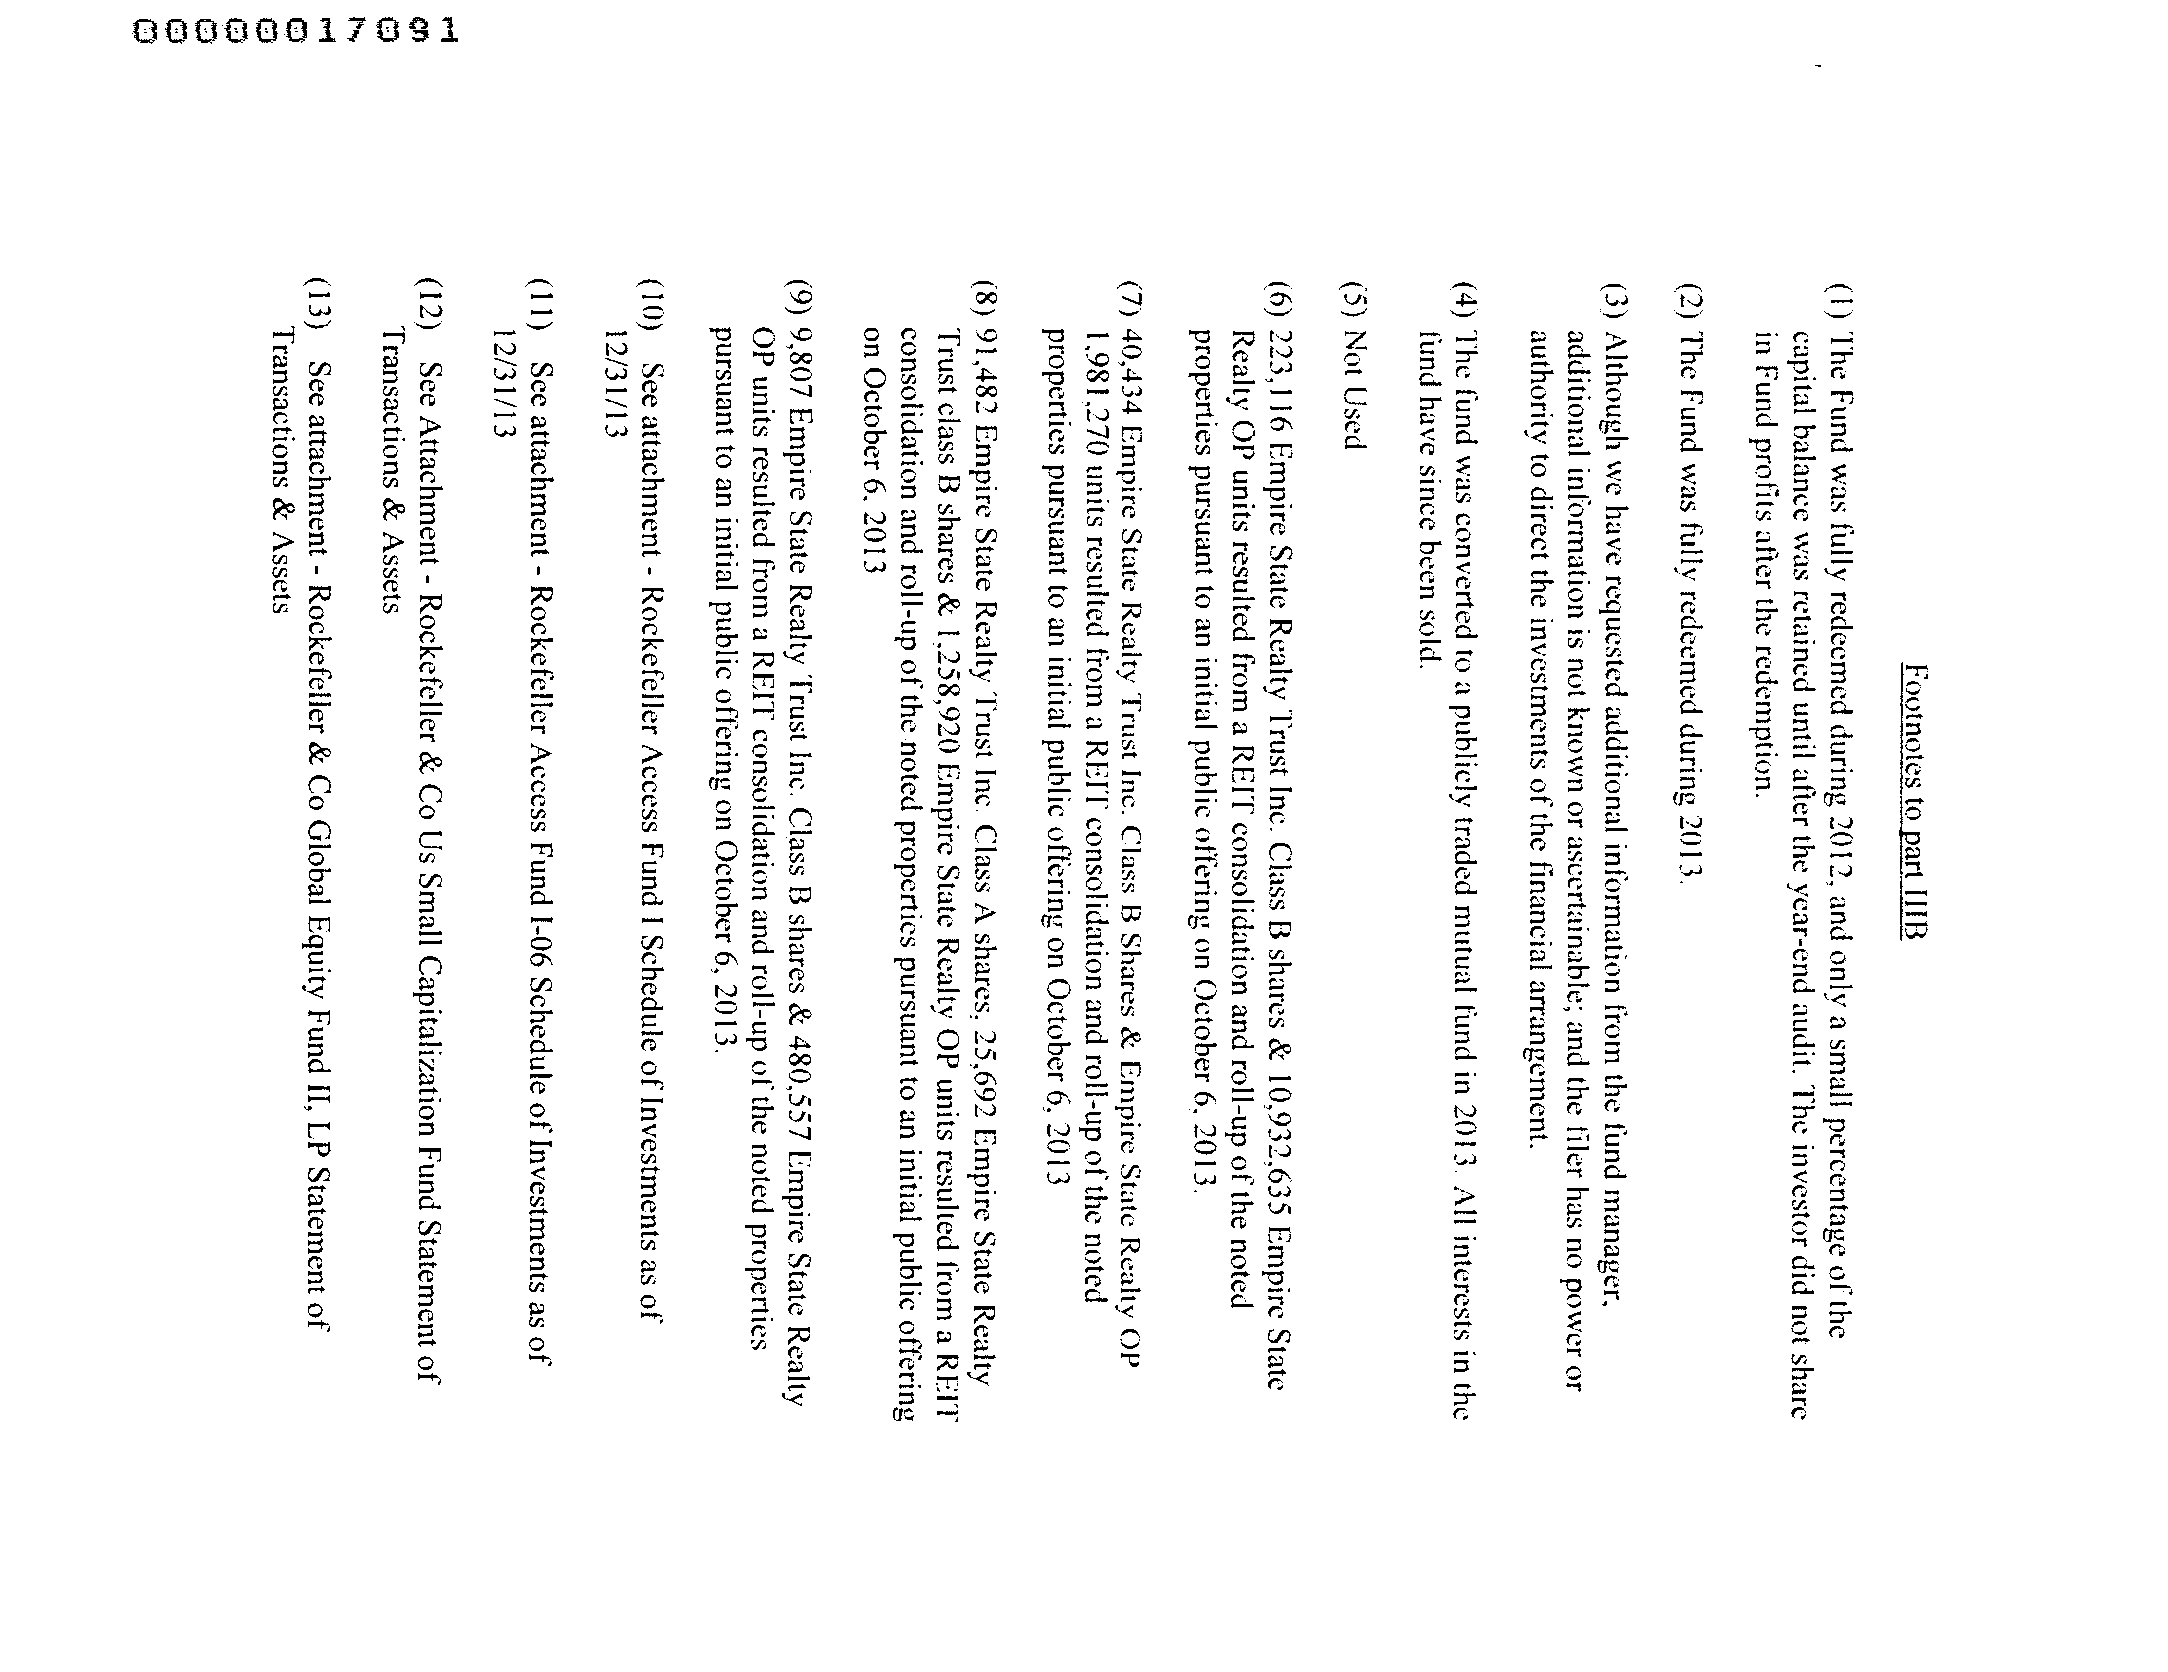 00000017091
Footnotes to part IIIB
(1) The Fund was fully redeemed during 2012, and only a small percentage of the
capital balance was retained until after the year-end audit. The investor did not share
in Fund profits after the redemption.
(2) The Fund was fully redeemed during 2013.
(3) Although we have requested additional information from the fund manager,
additional information is not known or ascertainable; and the filer has no power or
authority to direct the investments of the financial arrangement.
(4) The fund was converted to a publicly traded mutual fund in 2013. All interests in the
fund have since been sold.
(5) Not Used
(6) 223,116 Empire State Realty Trust Inc. Class B shares & 10,932,635 Empire State
Realty OP units resulted from a REIT consolidation and roll-up of the noted
properties pursuant to an initial public offering on October 6, 2013.
(7) 40,434 Empire State Realty Trust Inc. Class B Shares & Empire State Realty OP
1,981,270 units resulted from a REIT consolidation and roll-up of the noted
properties pursuant to an initial public offering on October 6, 2013
(8) 91,482 Empire State Realty Trust Inc. Class A shares, 25,692 Empire State Realty
Trust class B shares & 1,258,920 Empire State Realty OP units resulted from a REIT
consolidation and roll-up of the noted properties pursuant to an initial public offering
on October 6, 2013
(9) 9,807 Empire State Realty Trust Inc. Class B shares & 480,557 Empire State Realty
OP units resulted from a REIT consolidation and roll-up of the noted properties
pursuant to an initial public offering on October 6, 2013.
(10) See attachment - Rockefeller Access Fund I Schedule of Investments as of
12/31/13
(11) See attachment - Rockefeller Access Fund I-06 Schedule of Investments as of
12/31/13
(12) See Attachment - Rockefeller & Co Us Small Capitalization Fund Statement of
Transactions & Assets
(13) See attachment - Rockefeller & Co Global Equity Fund II, LP Statement of
Transactions & Assets